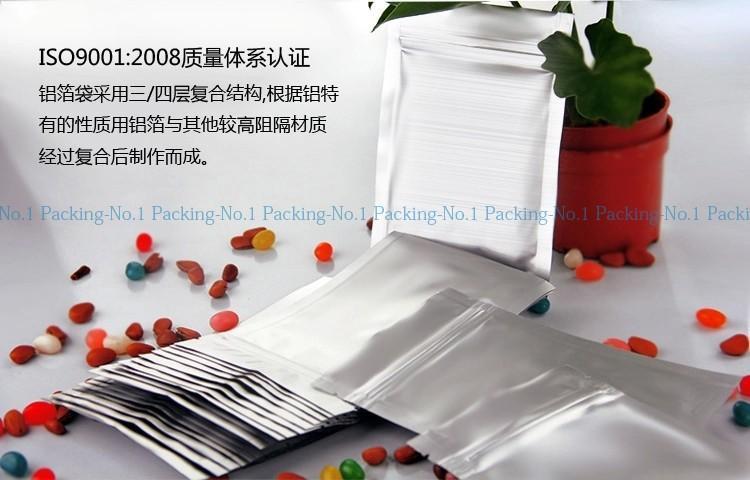 ISO9001:2008质量体系认证
铝箔袋采用三/四层复合结构,根据铝特
有的性质用铝箔与其他较高阻隔材质
经过复合后制作而成。
No.1 Packing-No.1 Packing-No.1 Packing-No.1 Packing-No.1 Packing-No.1 Packing-No.1 Packi